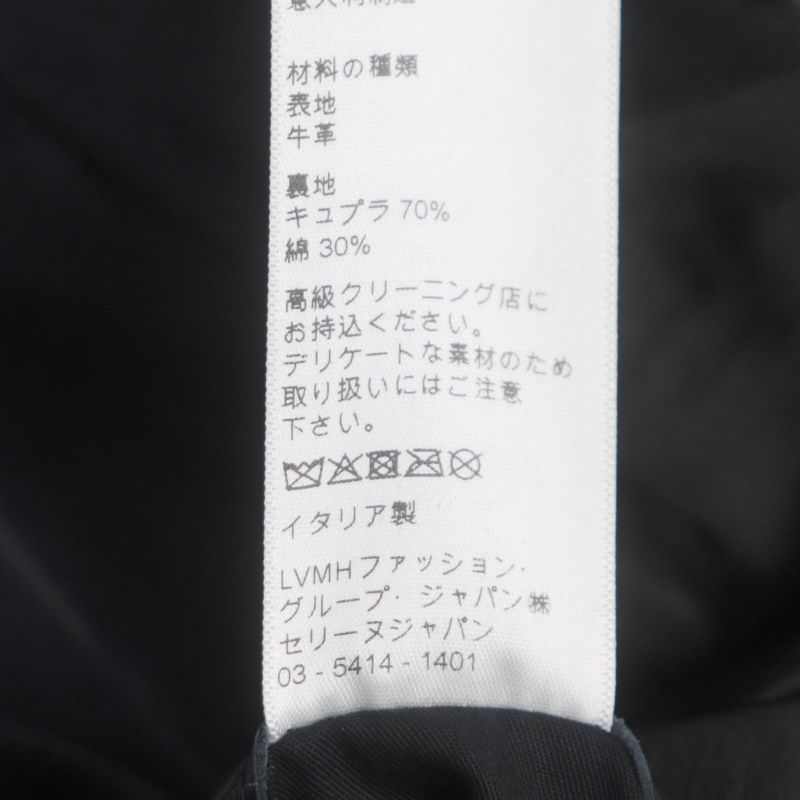 材料の種類
表地
牛革
裏地
キュプラ 70%
綿 30%
高級クリーニング店に
お持込ください。
デリケートな素材のため
取り扱いにはご注意
下さい。
イタリア製
LVMHファッション·
グループ· ジャパン㈱
セリーヌジャパン
03 - 5414 - 1401